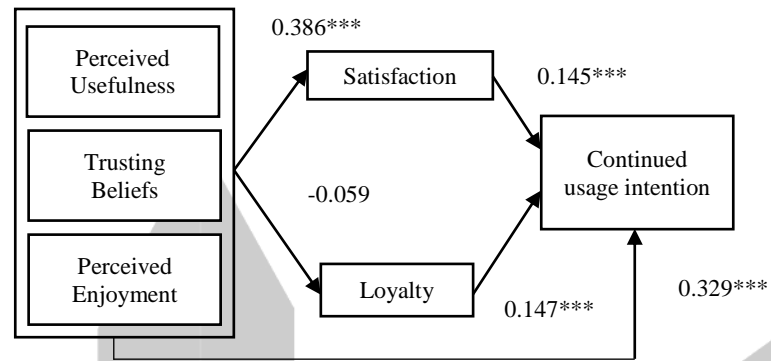 0.386***
Perceived
Usefulness
Satisfaction
0.145***
Trusting
Beliefs
-0.059
Continued
usage intention
Perceived
Enjoyment
Loyalty
0.147***
0.329***